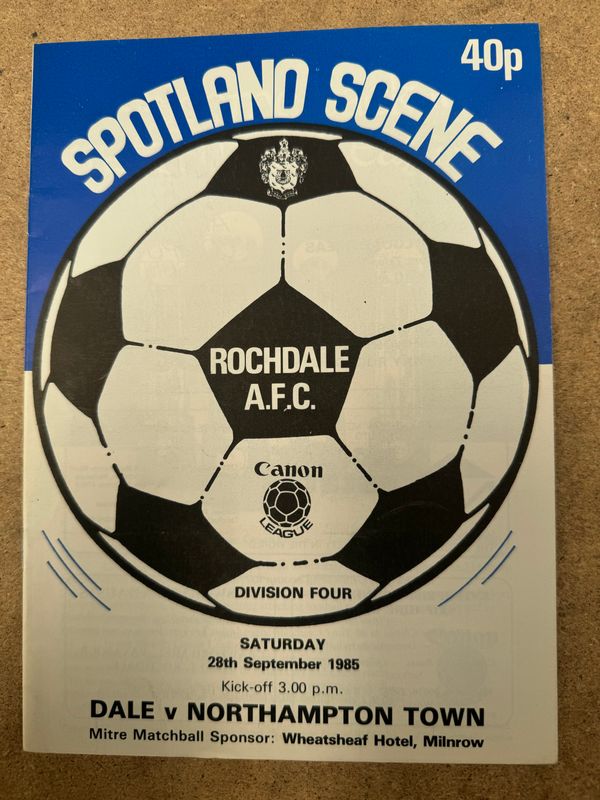 40p
SPOTLAND SCENE
ROCHDALE
A.F.C.
Canon
LEAGUE
DIVISION FOUR
SATURDAY
28th September 1985
Kick-off 3.00 p.m.
DALE v NORTHAMPTON TOWN
Mitre Matchball Sponsor: Wheatsheaf Hotel, Milnrow